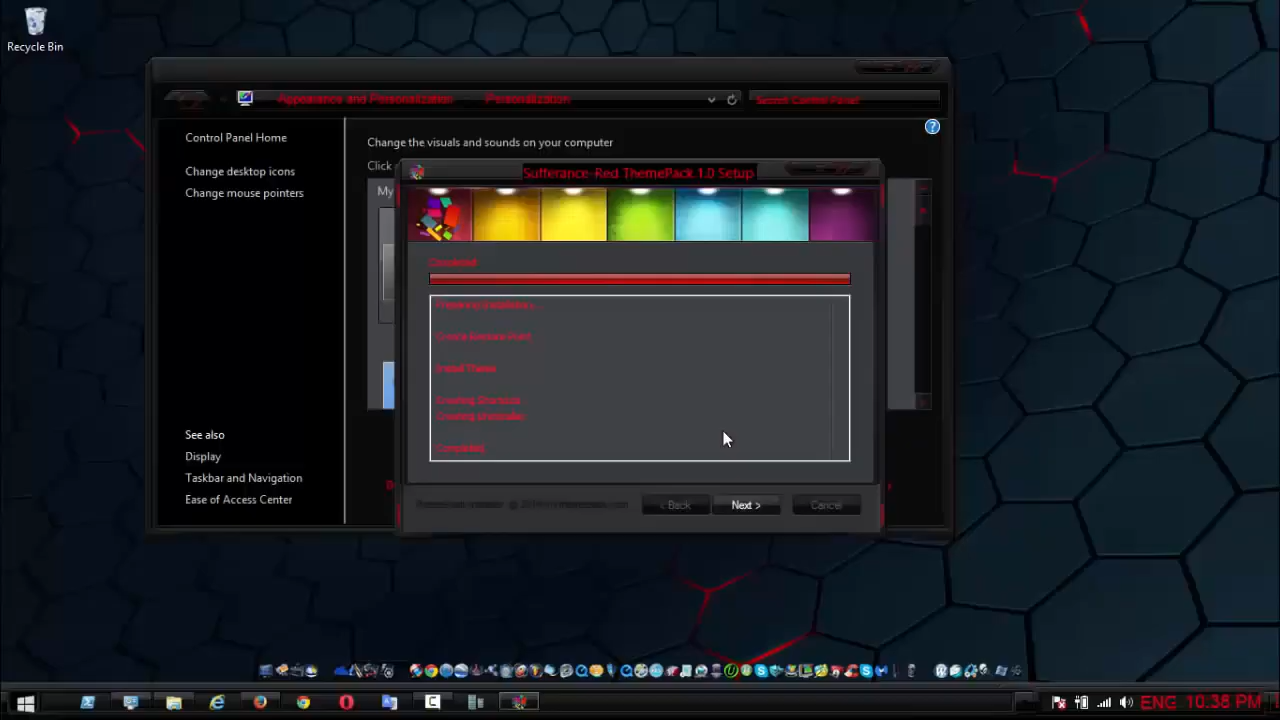 Recycle Bin
Appearance and Personalization
Personalization
Search Control Panel
Control Panel Home
Change desktop icons
Change mouse pointers
Change the visuals and sounds on your computer
Click
My
Sufferance-Red ThemePack 1.0 Setup
Completed
Create Restore Point
Install Theme
Creating Shortcuts
Creating Uninstaller
Completed
See also
Display
Taskbar and Navigation
Ease of Access Center
< Back
Next >
Cancel
ENG
10.38 PM